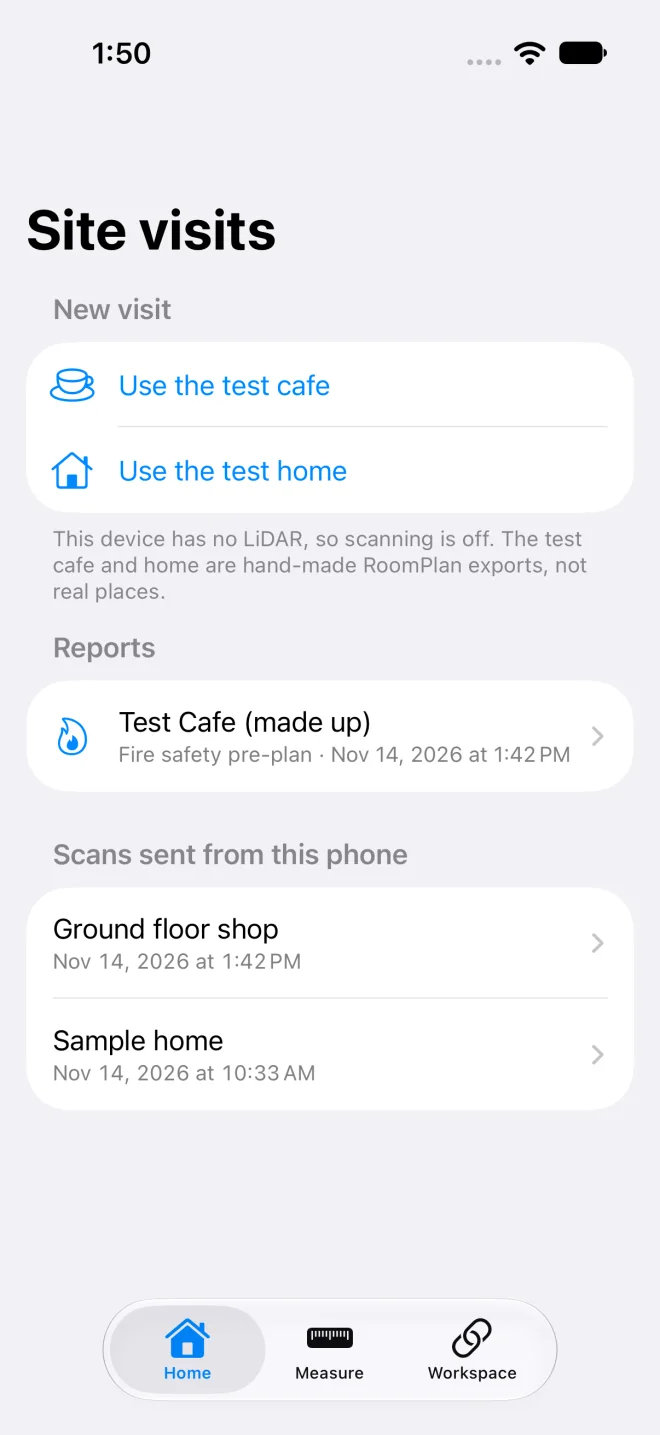 1:50
Site visits
New visit
Use the test cafe
Use the test home
This device has no LiDAR, so scanning is off. The test
cafe and home are hand-made RoomPlan exports, not
real places.
Reports
Test Cafe (made up)
Fire safety pre-plan · Nov 14, 2026 at 1:42 PM
Scans sent from this phone
Ground floor shop
Nov 14, 2026 at 1:42 PM
Sample home
Nov 14, 2026 at 10:33 AM
Home
Measure
Workspace